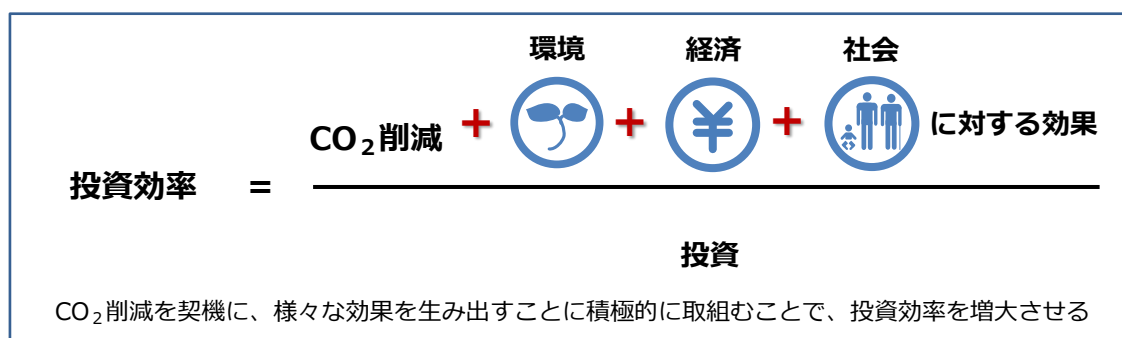 環境 経済 社会
CO₂削減 + + ¥ + に対する効果
投資効率 =
投資
CO₂削減を契機に、様々な効果を生み出すことに積極的に取組むことで、投資効率を増大させる